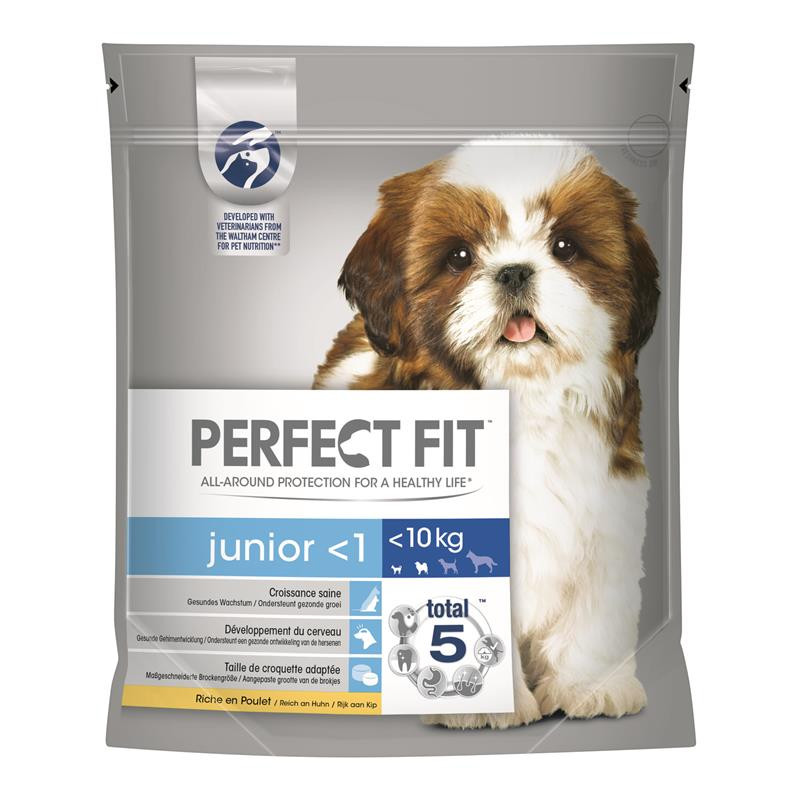 DEVELOPED WITH
VETERINARIANS FROM
THE WALTHAM CENTRE
FOR PET NUTRITION**
PERFECT FIT™
ALL-AROUND PROTECTION FOR A HEALTHY LIFE*
junior <1
<10kg
Croissance saine
Gesundes Wachstum / Ondersteunt gezonde groei
Développement du cerveau
Gesunde Gehirnentwicklung / Ondersteunt een gezonde ontwikkeling van de hersenen
Taille de croquette adaptée
Maßgeschneiderte Brockengröße / Aangepaste grootte van de brokjes
Riche en Poulet / Reich an Huhn / Rijk aan Kip
total ™
5
kg